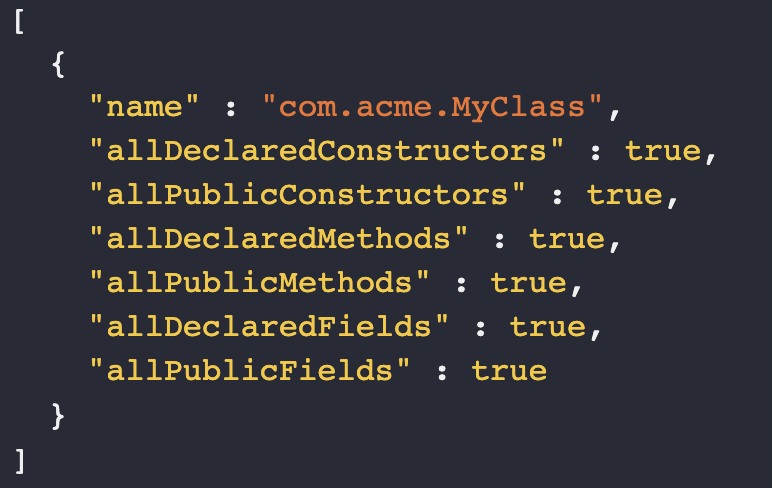 [
  {
    "name" : "com.acme.MyClass",
    "allDeclaredConstructors" : true,
    "allPublicConstructors" : true,
    "allDeclaredMethods" : true,
    "allPublicMethods" : true,
    "allDeclaredFields" : true,
    "allPublicFields" : true
  }
]